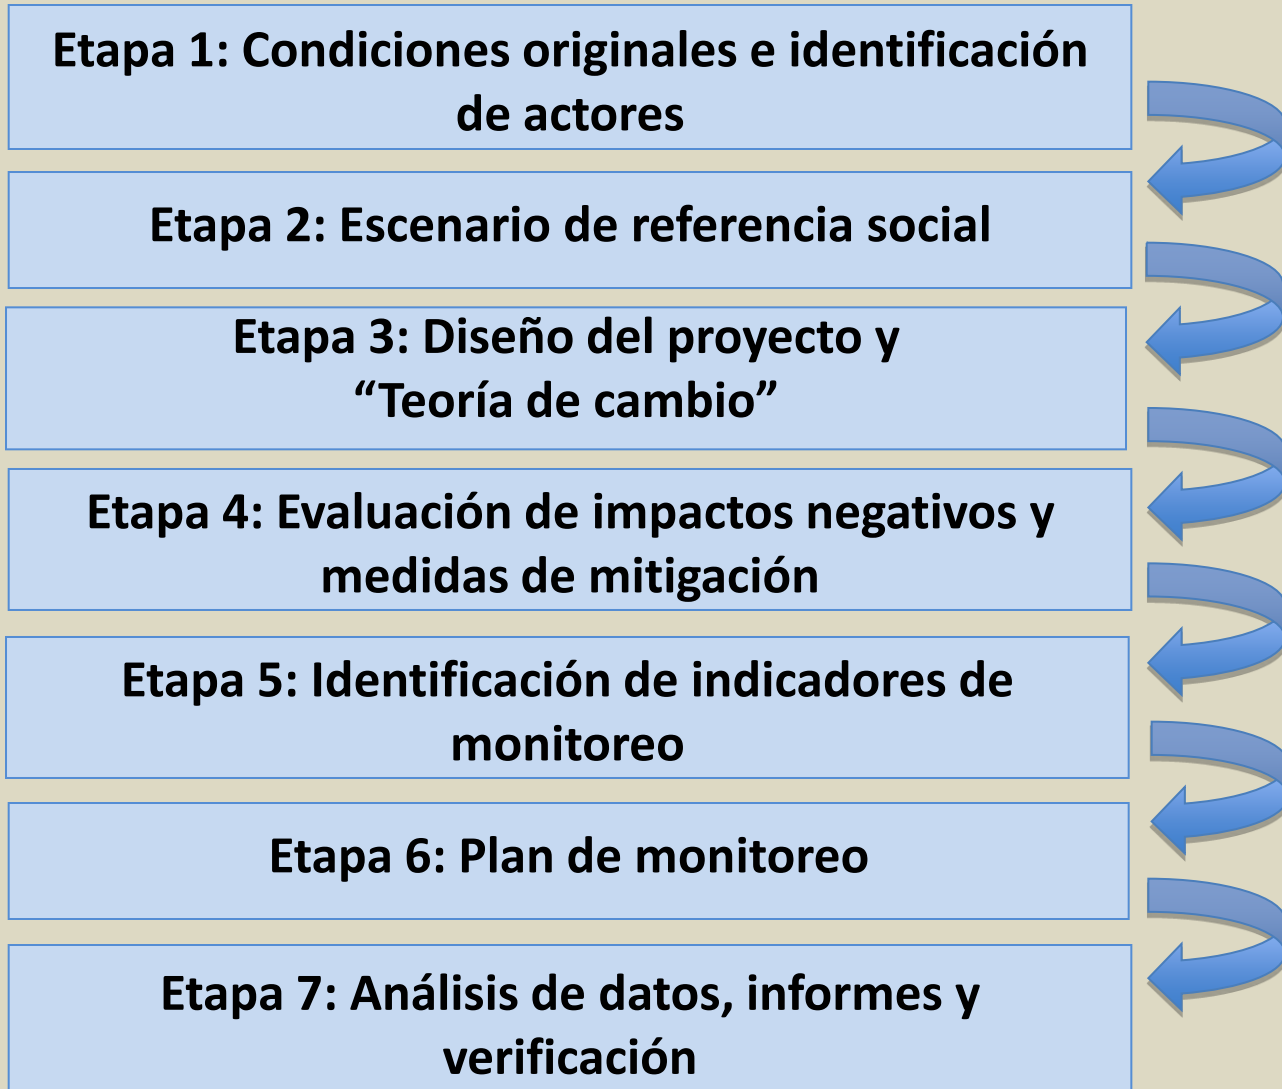 Etapa 1: Condiciones originales e identificación
de actores
Etapa 2: Escenario de referencia social
Etapa 3: Diseño del proyecto y
“Teoría de cambio”
Etapa 4: Evaluación de impactos negativos y
medidas de mitigación
Etapa 5: Identificación de indicadores de
monitoreo
Etapa 6: Plan de monitoreo
Etapa 7: Análisis de datos, informes y
verificación